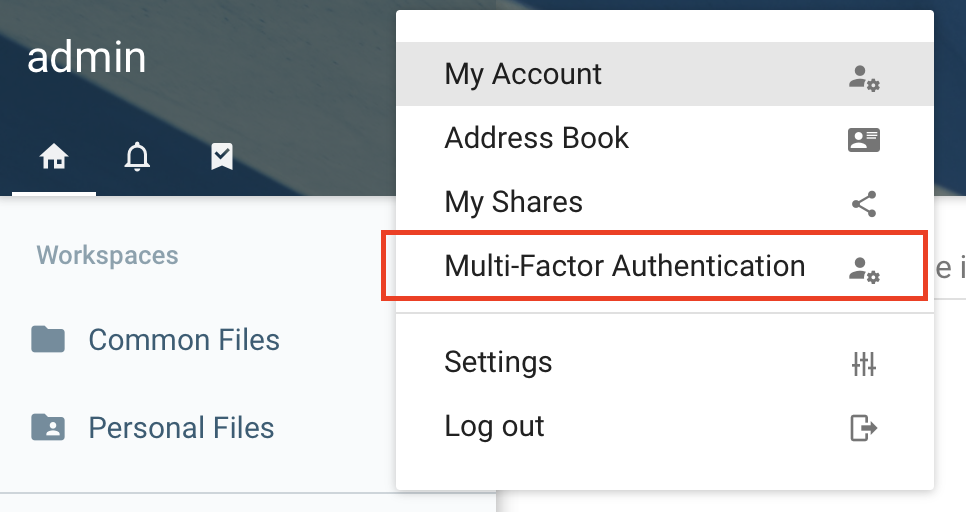 admin
My Account
Address Book
My Shares
Multi-Factor Authentication
Settings
Log out
Workspaces
Common Files
Personal Files